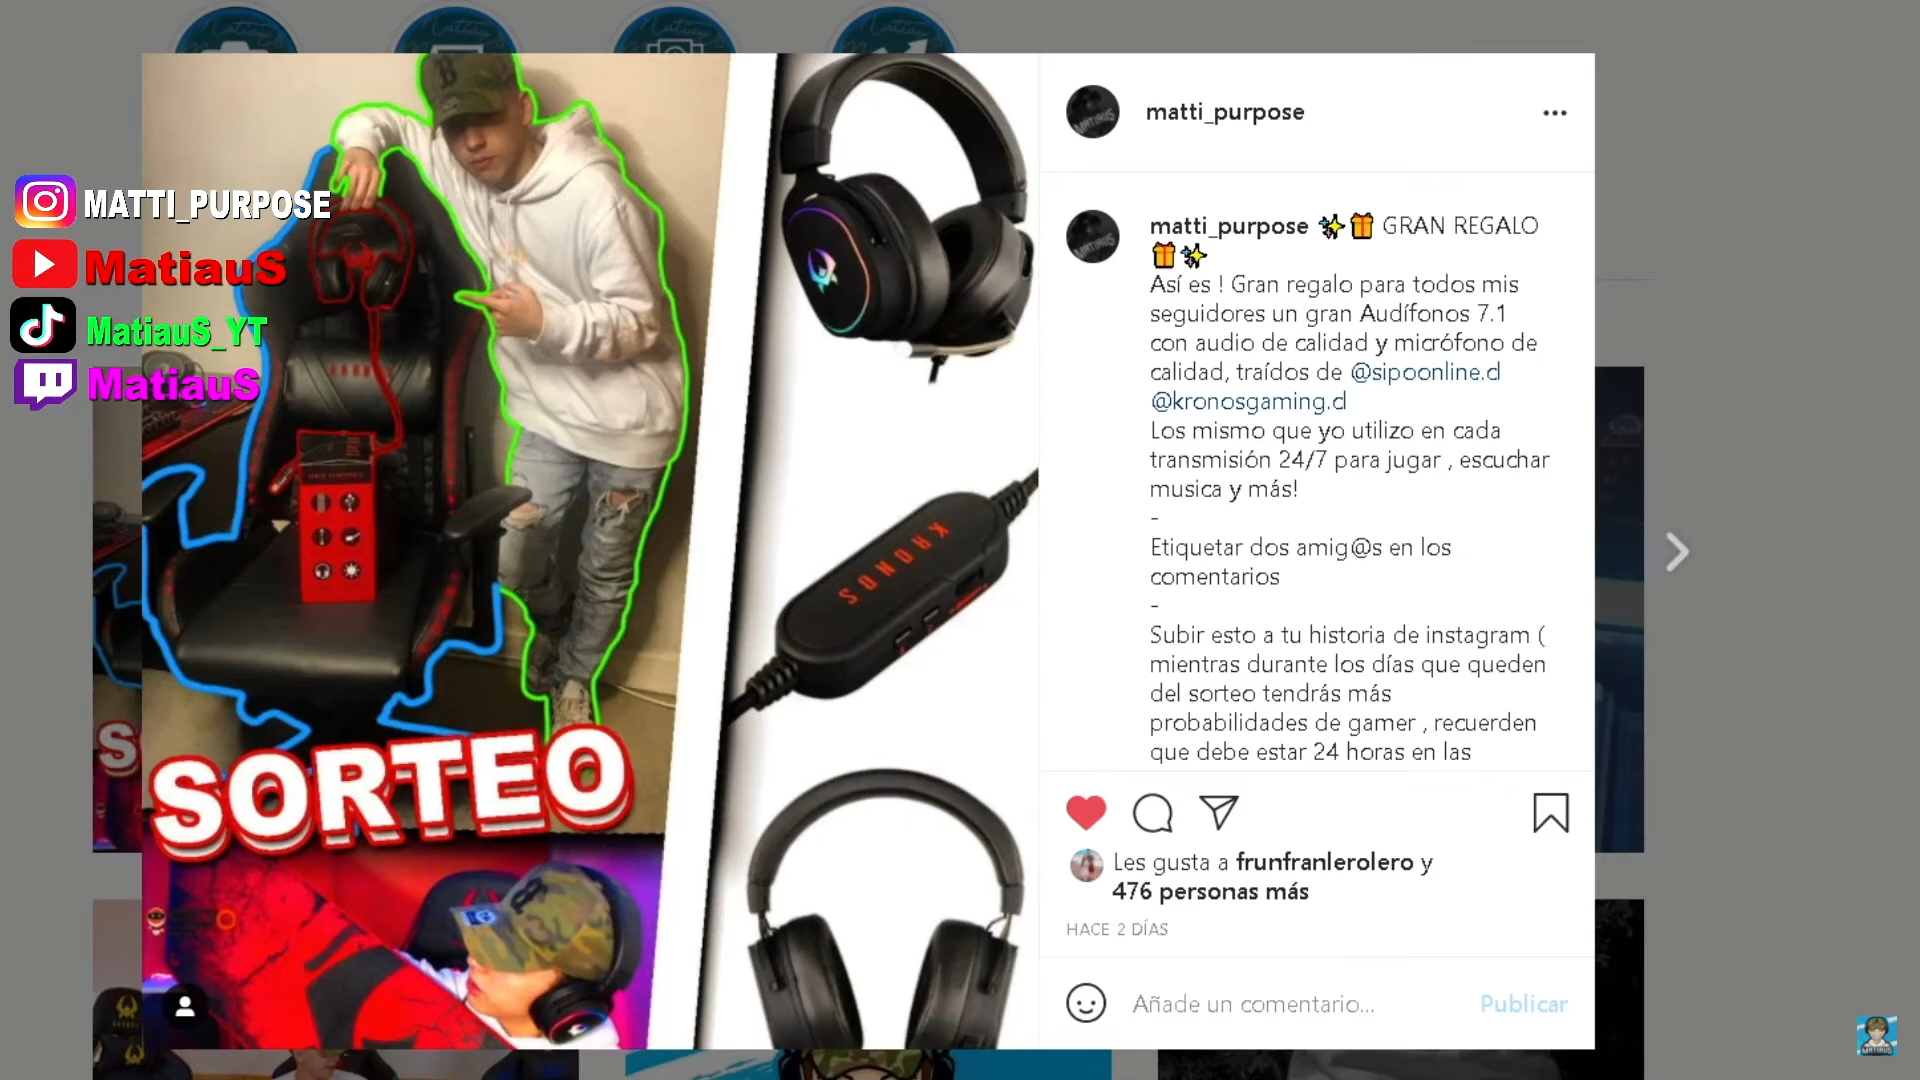 MATTI_PURPOSE
MatiauS
MatiauS_YT
MatiauS
SORTEO
KRONOS
matti_purpose
matti_purpose ✨🎁 GRAN REGALO
🎁✨
Así es ! Gran regalo para todos mis
seguidores un gran Audífonos 7.1
con audio de calidad y micrófono de
calidad, traídos de @sipoonline.cl
@kronosgaming.cl
Los mismo que yo utilizo en cada
transmisión 24/7 para jugar , escuchar
musica y más!
-
Etiquetar dos amig@s en los
comentarios
-
Subir esto a tu historia de instagram (
mientras durante los días que queden
del sorteo tendrás más
probabilidades de gamer , recuerden
que debe estar 24 horas en las
Les gusta a frunfranlerolero y
476 personas más
HACE 2 DÍAS
Añade un comentario... Publicar